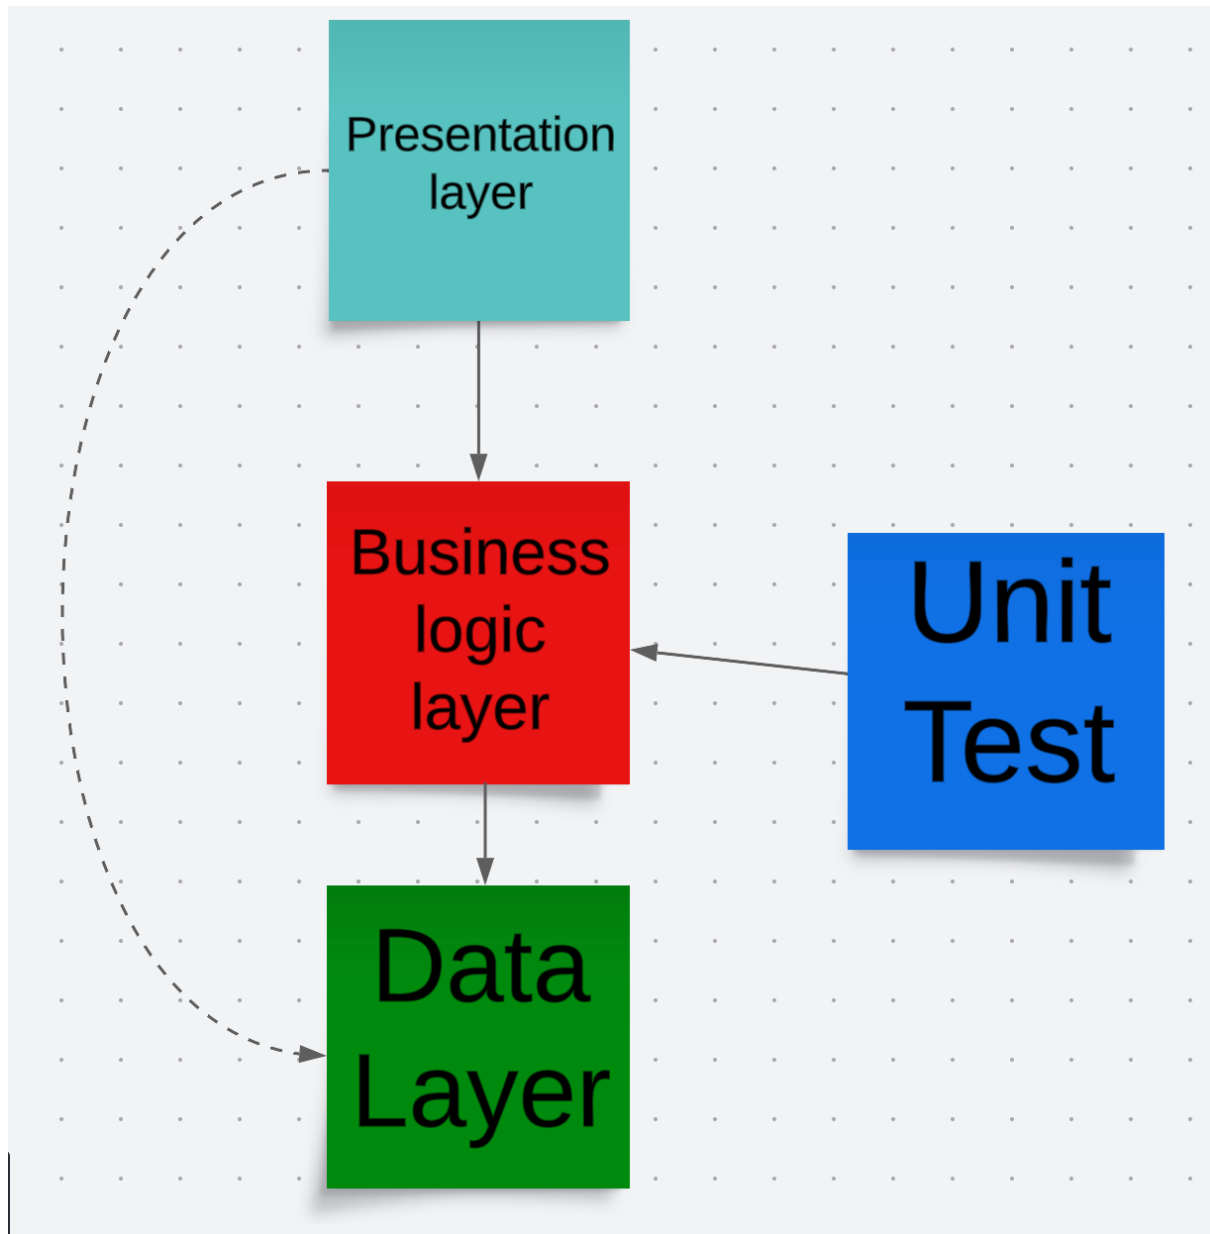 Presentation
layer
Business
logic
layer
Unit
Test
Data
Layer